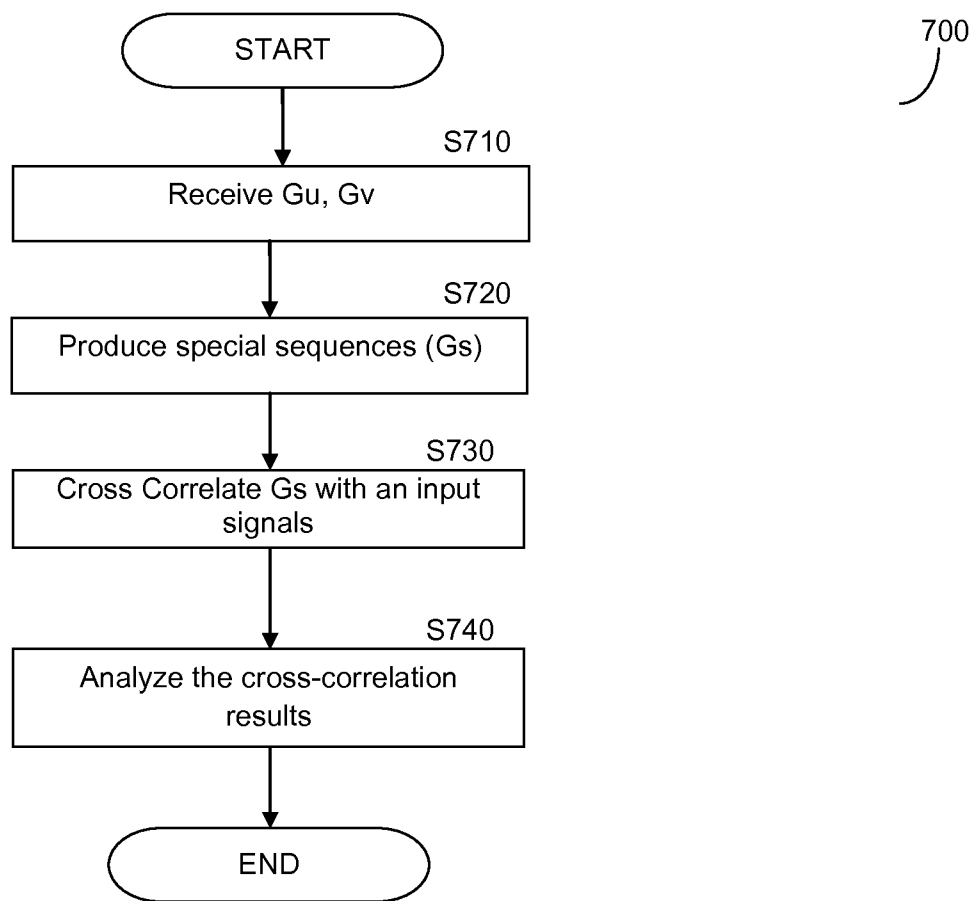 START
700
S710
Receive Gu, Gv
S720
Produce special sequences (Gs)
S730
Cross Correlate Gs with an input
signals
S740
Analyze the cross-correlation
results
END